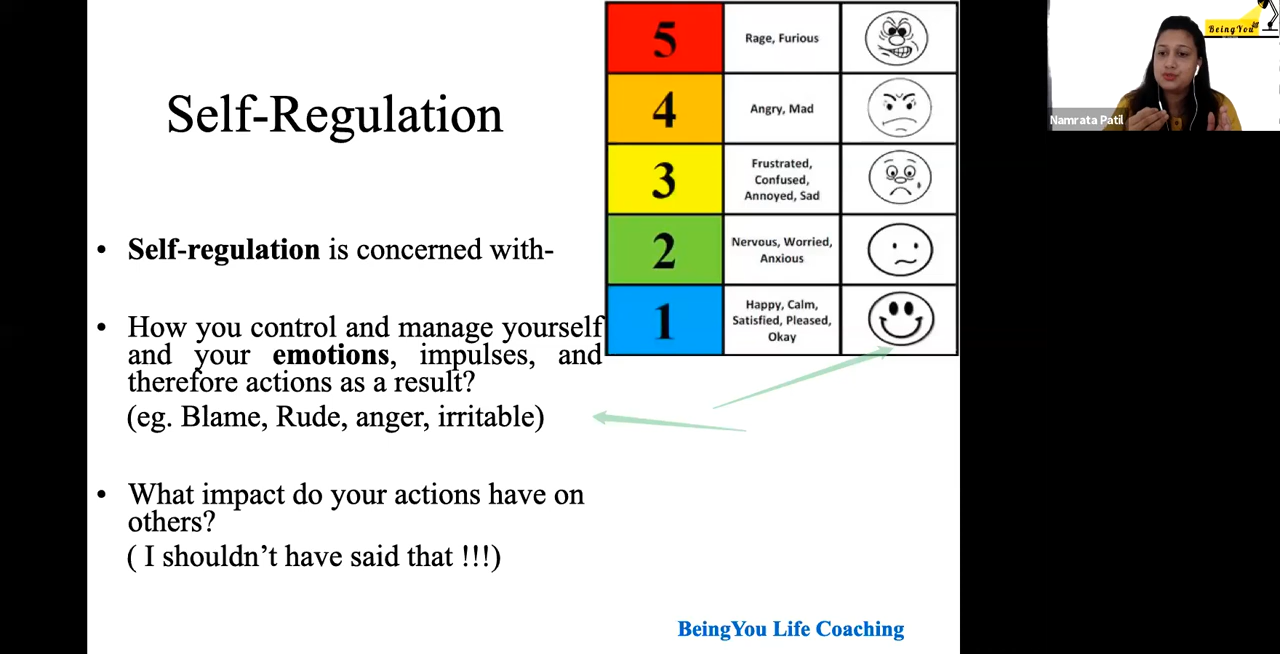 Self-Regulation
• Self-regulation is concerned with-
• How you control and manage yourself
and your emotions, impulses, and
therefore actions as a result?
(eg. Blame, Rude, anger, irritable)
• What impact do your actions have on
others?
( I shouldn’t have said that !!!)
5
Rage, Furious
4
Angry, Mad
3
Frustrated,
Confused,
Annoyed, Sad
2
Nervous, Worried,
Anxious
1
Happy, Calm,
Satisfied, Pleased,
Okay
BeingYou Life Coaching
BeingYou
Namrata Patil